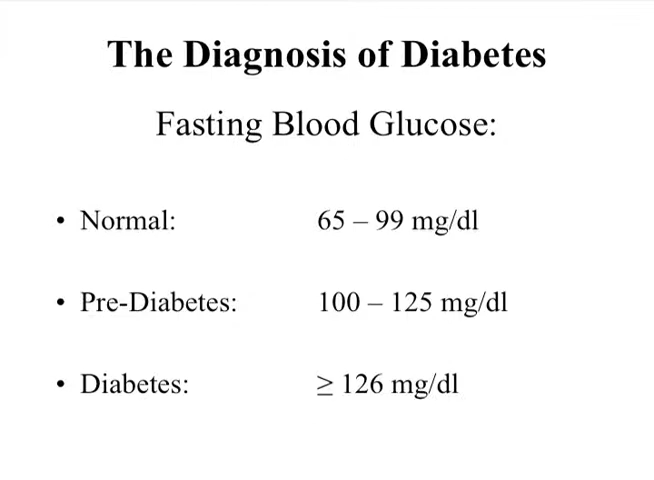 The Diagnosis of Diabetes
Fasting Blood Glucose:
• Normal: 65 – 99 mg/dl
• Pre-Diabetes: 100 – 125 mg/dl
• Diabetes: ≥ 126 mg/dl